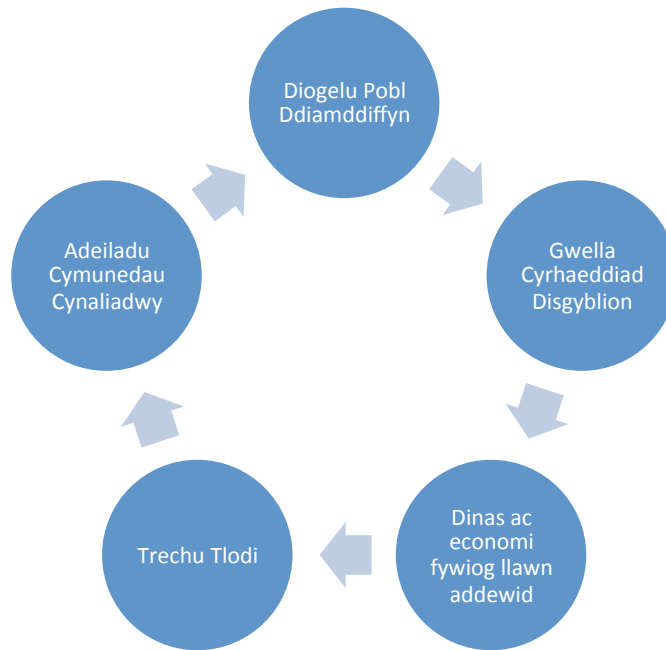 Diogelu Pobl
Ddiamddiffyn
Gwella
Cyrhaeddiad
Disgyblion
Dinas ac
economi
fywiog llawn
addewid
Trechu Tlodi
Adeiladu
Cymunedau
Cynaliadwy